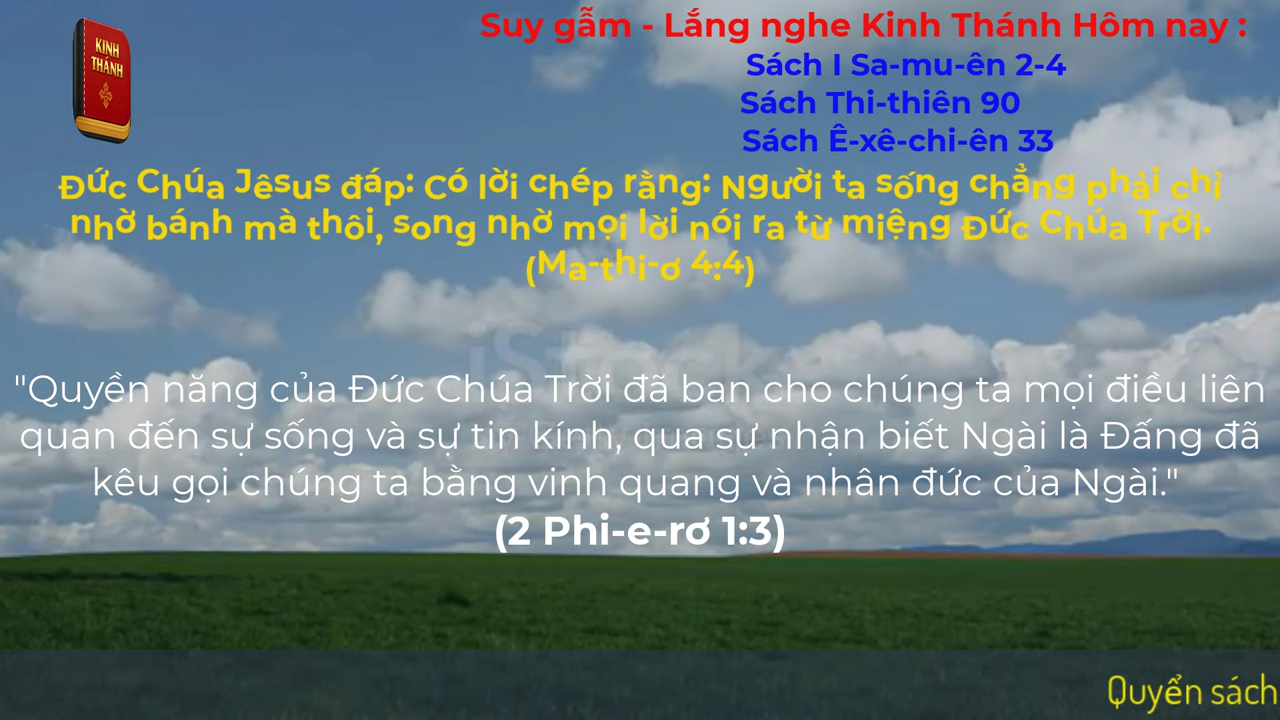 KINH
THÁNH
Suy gẫm - Lắng nghe Kinh Thánh Hôm nay :
Sách I Sa-mu-ên 2-4
Sách Thi-thiên 90
Sách Ê-xê-chi-ên 33
Đức Chúa Jêsus đáp: Có lời chép rằng: Người ta sống chẳng phải chỉ
nhờ bánh mà thôi, song nhờ mọi lời nói ra từ miệng Đức Chúa Trời.
(Ma-thi-ơ 4:4)
iStock
"Quyền năng của Đức Chúa Trời đã ban cho chúng ta mọi điều liên
quan đến sự sống và sự tin kính, qua sự nhận biết Ngài là Đấng đã
kêu gọi chúng ta bằng vinh quang và nhân đức của Ngài."
(2 Phi-e-rơ 1:3)
Quyển sách